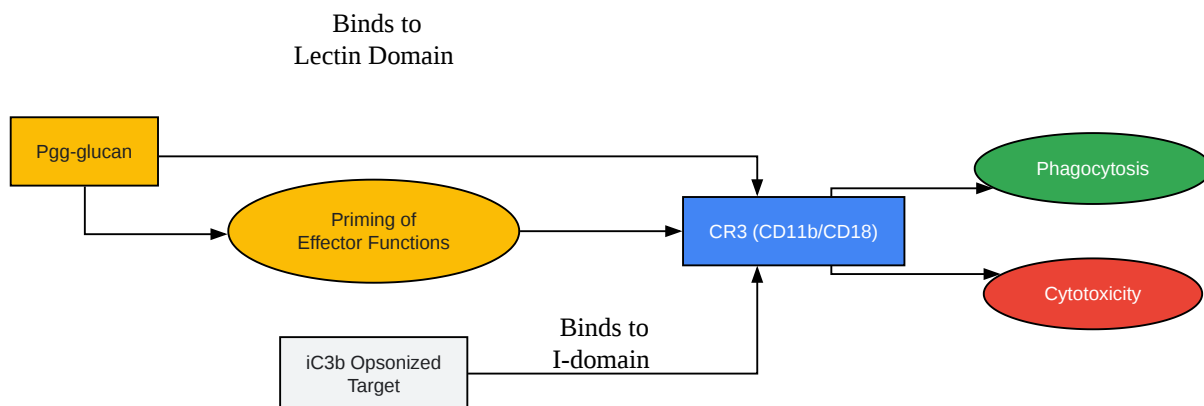 Binds to
Lectin Domain
Pgg-glucan
Phagocytosis
Priming of
Effector Functions
CR3 (CD11b/CD18)
Cytotoxicity
Binds to
I-domain
iC3b Opsonized
Target